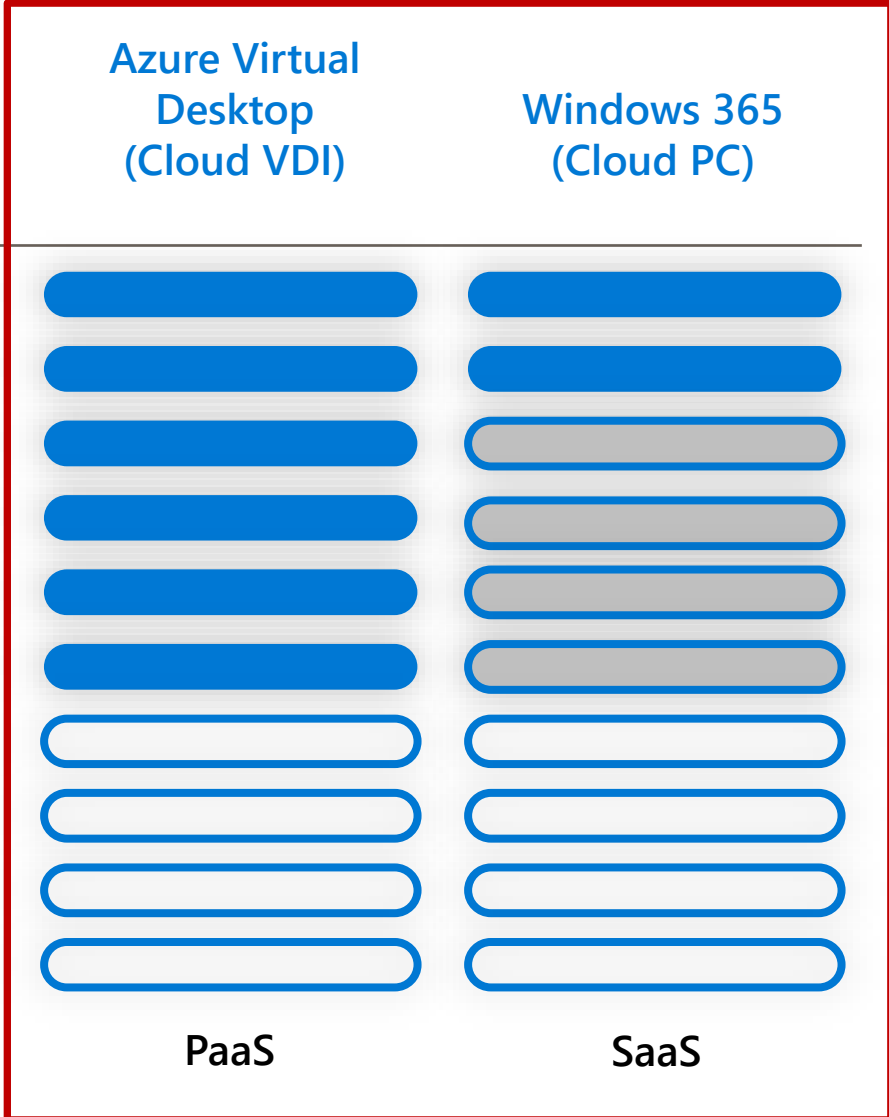 Azure Virtual
Desktop
(Cloud VDI)
Windows 365
(Cloud PC)
PaaS
SaaS